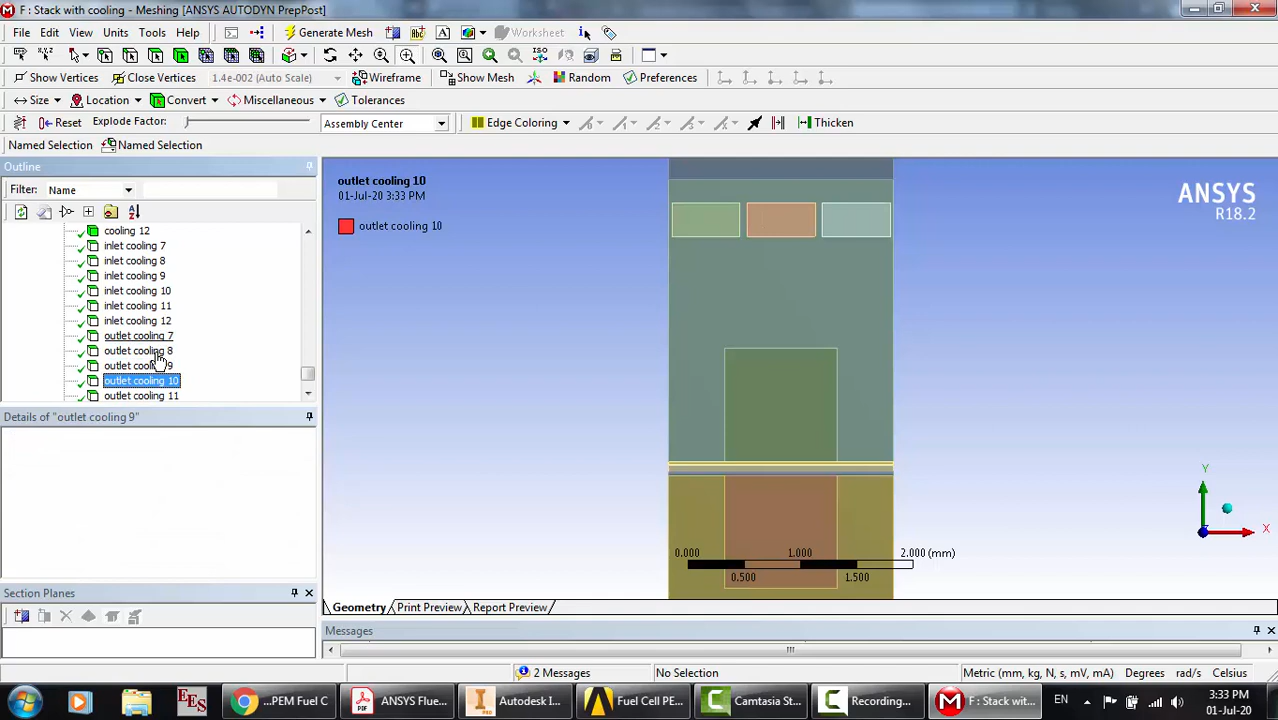 F : Stack with cooling - Meshing [ANSYS AUTODYN PrepPost]
File Edit View Units Tools Help Generate Mesh Worksheet
Show Vertices Close Vertices 1.4e-002 (Auto Scale) Wireframe Show Mesh Random Preferences
Size Location Convert Miscellaneous Tolerances
Reset Explode Factor: Assembly Center Edge Coloring Thicken
Named Selection Named Selection
Outline
Filter: Name
cooling 12
inlet cooling 7
inlet cooling 8
inlet cooling 9
inlet cooling 10
inlet cooling 11
inlet cooling 12
outlet cooling 7
outlet cooling 8
outlet cooling 9
outlet cooling 10
outlet cooling 11
Details of "outlet cooling 9"
Section Planes
outlet cooling 10
01-Jul-20 3:33 PM
outlet cooling 10
ANSYS
R18.2
Y
X
0.000 1.000 2.000 (mm)
0.500 1.500
Geometry Print Preview Report Preview
Messages
2 Messages No Selection Metric (mm, kg, N, s, mV, mA) Degrees rad/s Celsius
EES ...PEM Fuel C PDF ANSYS Flue... I PRO Autodesk I... Fuel Cell PE... Camtasia St... Recording... M F: Stack wit... EN 3:33 PM
01-Jul-20